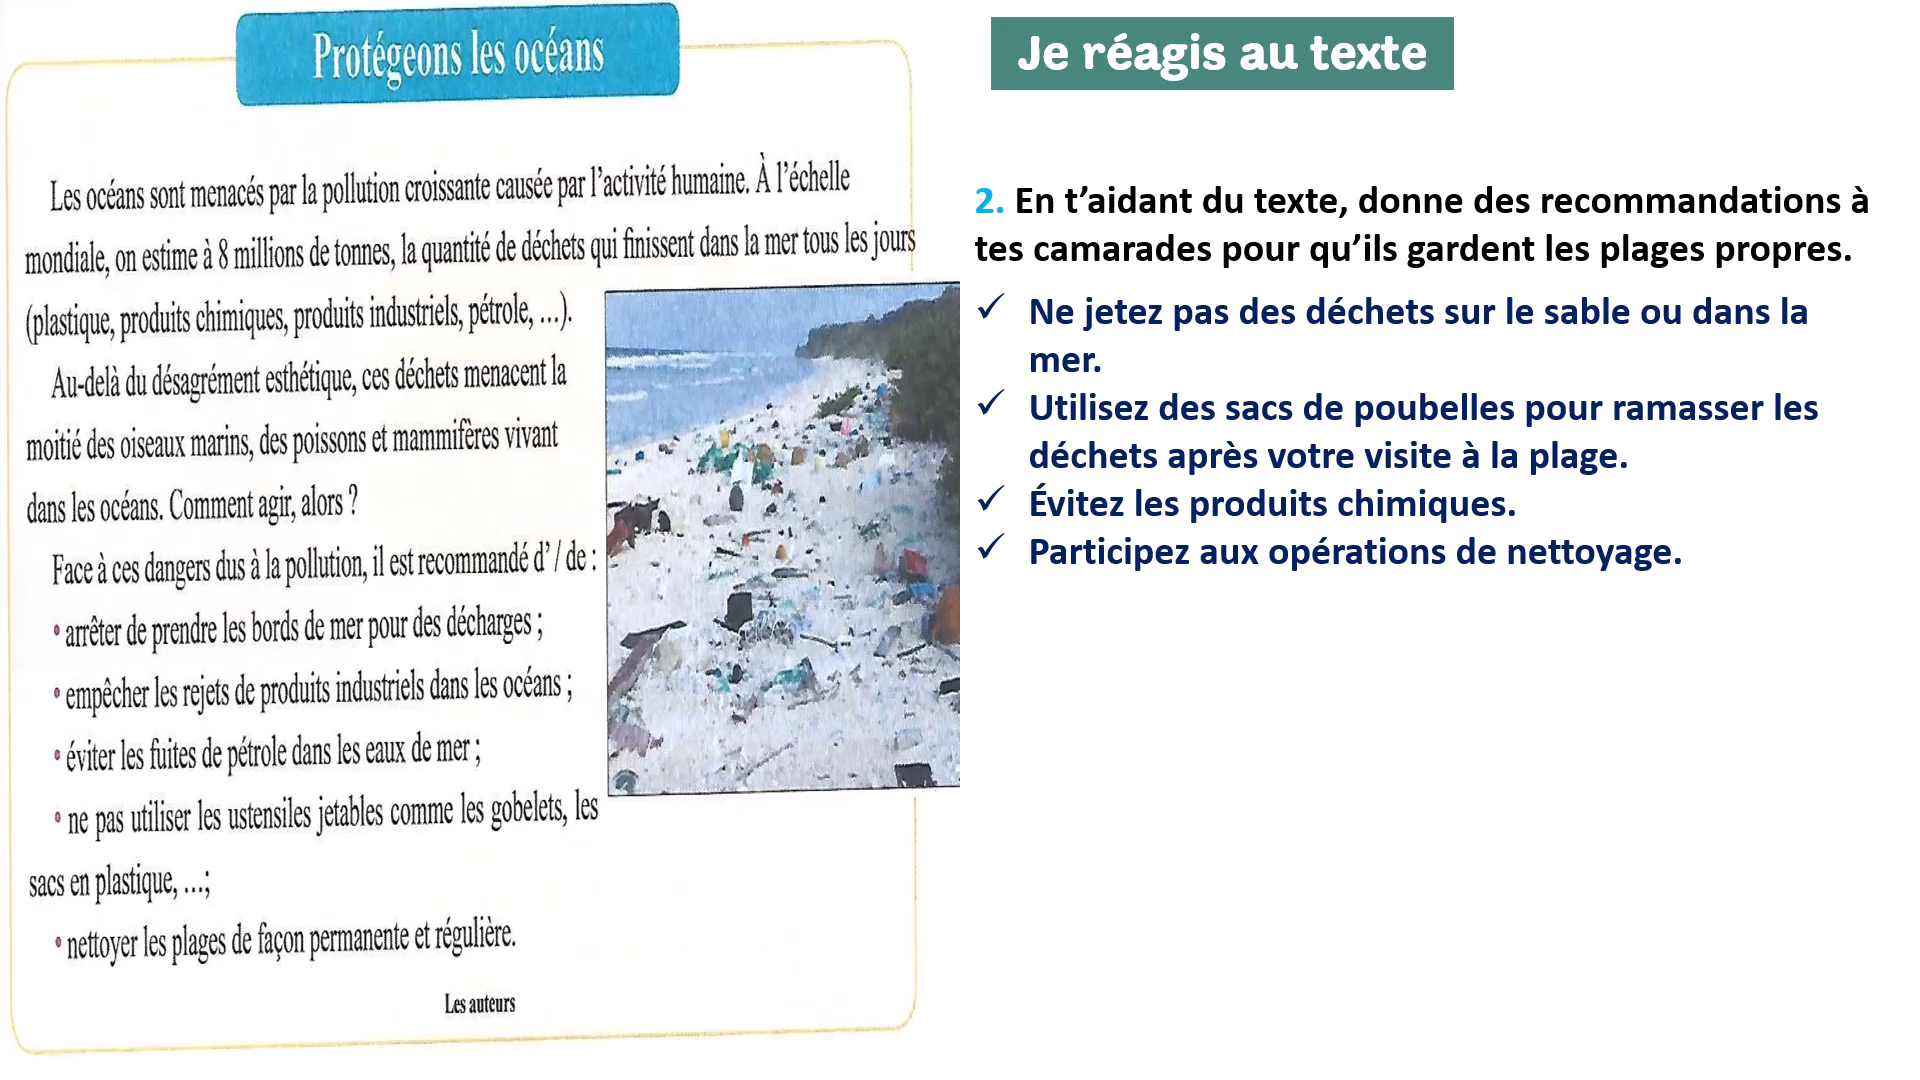 Protégeons les océans
Les océans sont menacés par la pollution croissante causée par l'activité humaine. À l'échelle
mondiale, on estime à 8 millions de tonnes, la quantité de déchets qui finissent dans la mer tous les jours
(plastique, produits chimiques, produits industriels, pétrole, ...).
Au-delà du désagrément esthétique, ces déchets menacent la
moitié des oiseaux marins, des poissons et mammifères vivant
dans les océans. Comment agir, alors ?
Face à ces dangers dus à la pollution, il est recommandé d' / de :
• arrêter de prendre les bords de mer pour des décharges ;
• empêcher les rejets de produits industriels dans les océans ;
• éviter les fuites de pétrole dans les eaux de mer ;
• ne pas utiliser les ustensiles jetables comme les gobelets, les
sacs en plastique, ...;
• nettoyer les plages de façon permanente et régulière.
Les auteurs
Je réagis au texte
2. En t'aidant du texte, donne des recommandations à
tes camarades pour qu'ils gardent les plages propres.
✓ Ne jetez pas des déchets sur le sable ou dans la
mer.
✓ Utilisez des sacs de poubelles pour ramasser les
déchets après votre visite à la plage.
✓ Évitez les produits chimiques.
✓ Participez aux opérations de nettoyage.